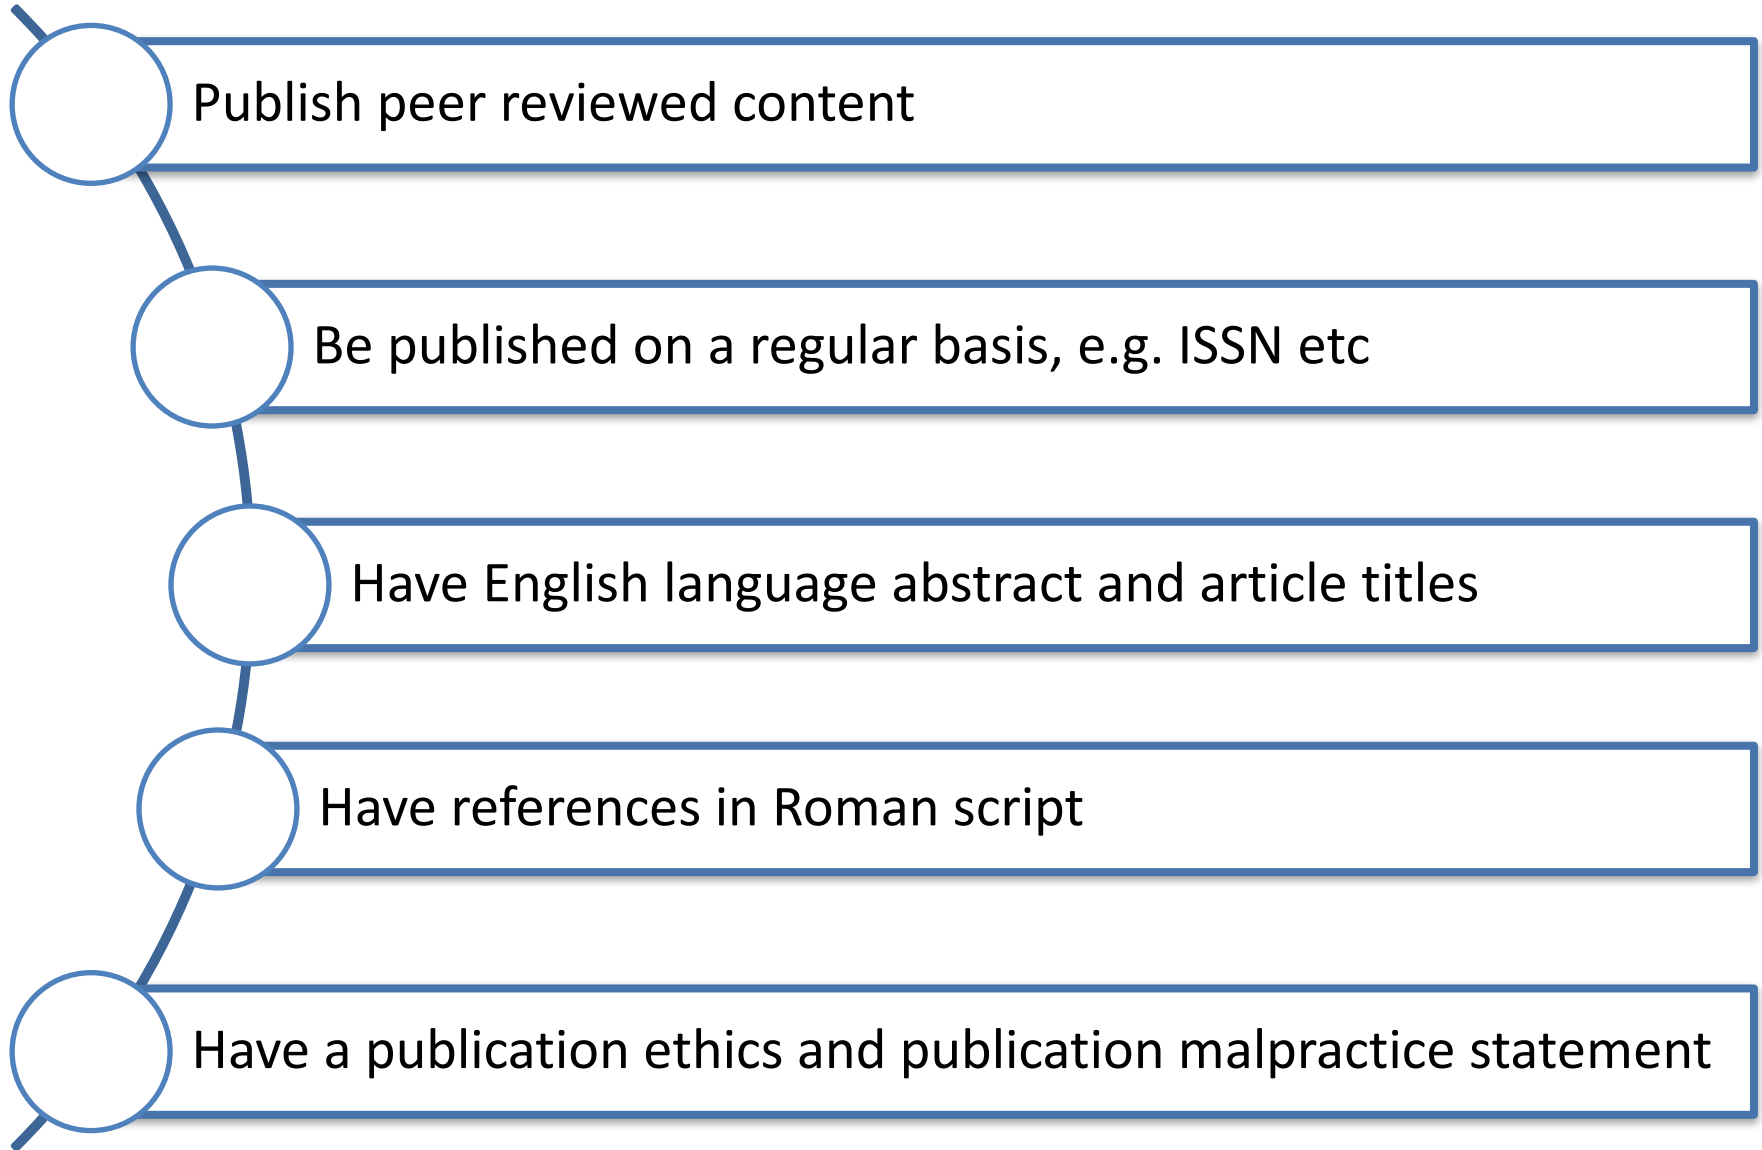 Publish peer reviewed content
Be published on a regular basis, e.g. ISSN etc
Have English language abstract and article titles
Have references in Roman script
Have a publication ethics and publication malpractice statement